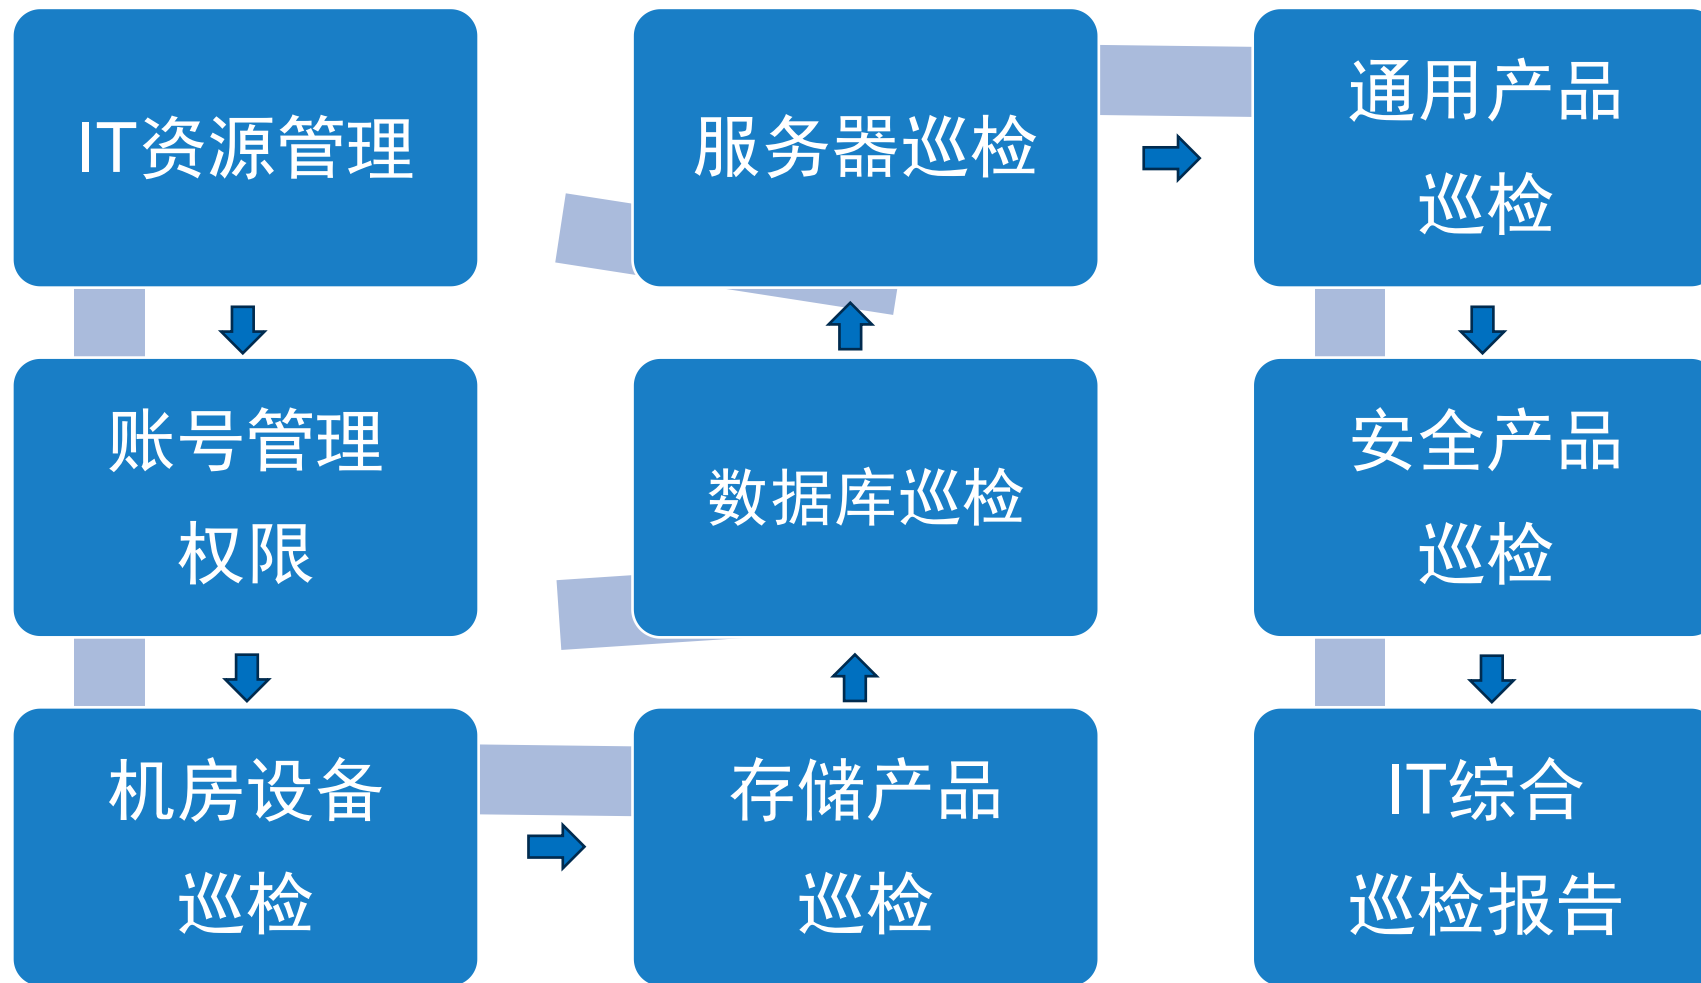 IT资源管理
账号管理
权限
机房设备
巡检
存储产品
巡检
数据库巡检
服务器巡检
通用产品
巡检
安全产品
巡检
IT综合
巡检报告